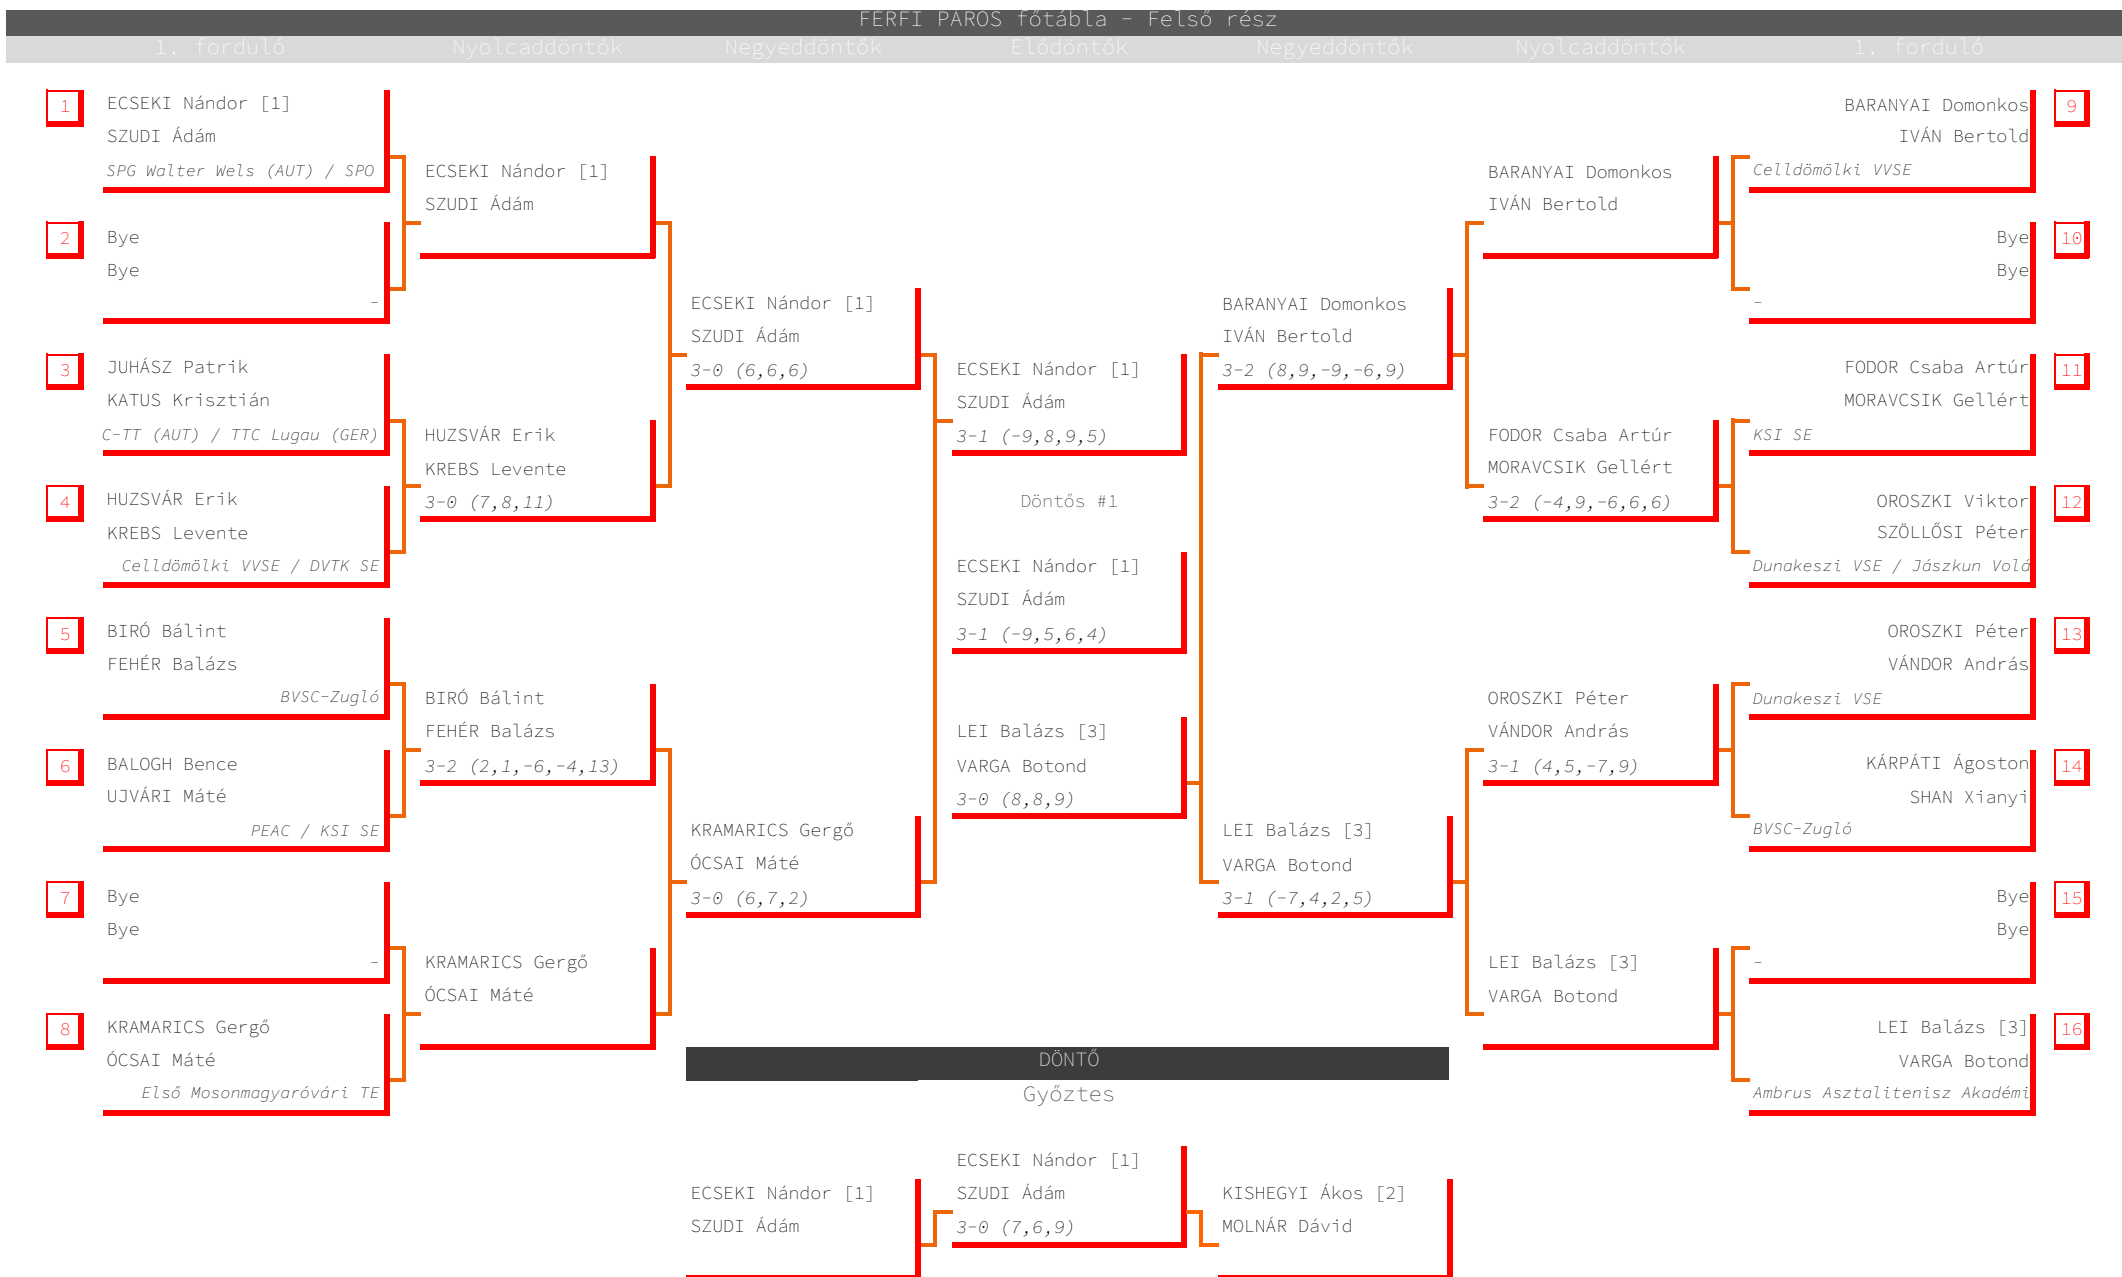 FERFI PAROS főtábla - Felső rész
1. forduló
Nyolcaddöntők
Negyeddöntők
Elődöntők
Negyeddöntők
Nyolcaddöntők
1. forduló
1
ECSEKI Nándor [1]
SZUDI Ádám
SPG Walter Wels (AUT) / SPO
2
Bye
Bye
-
3
JUHÁSZ Patrik
KATUS Krisztián
C-TT (AUT) / TTC Lugau (GER)
4
HUZSVÁR Erik
KREBS Levente
Celldömölki VVSE / DVTK SE
5
BIRÓ Bálint
FEHÉR Balázs
BVSC-Zugló
6
BALOGH Bence
UJVÁRI Máté
PEAC / KSI SE
7
Bye
Bye
-
8
KRAMARICS Gergő
ÓCSAI Máté
Első Mosonmagyaróvári TE
ECSEKI Nándor [1]
SZUDI Ádám
HUZSVÁR Erik
KREBS Levente
3-0 (7,8,11)
BIRÓ Bálint
FEHÉR Balázs
3-2 (2,1,-6,-4,13)
KRAMARICS Gergő
ÓCSAI Máté
ECSEKI Nándor [1]
SZUDI Ádám
3-0 (6,6,6)
KRAMARICS Gergő
ÓCSAI Máté
3-0 (6,7,2)
ECSEKI Nándor [1]
SZUDI Ádám
3-1 (-9,8,9,5)
Döntős #1
ECSEKI Nándor [1]
SZUDI Ádám
3-1 (-9,5,6,4)
LEI Balázs [3]
VARGA Botond
3-0 (8,8,9)
BARANYAI Domonkos
IVÁN Bertold
3-2 (8,9,-9,-6,9)
LEI Balázs [3]
VARGA Botond
3-1 (-7,4,2,5)
BARANYAI Domonkos
IVÁN Bertold
FODOR Csaba Artúr
MORAVCSIK Gellért
3-2 (-4,9,-6,6,6)
OROSZKI Péter
VÁNDOR András
3-1 (4,5,-7,9)
LEI Balázs [3]
VARGA Botond
BARANYAI Domonkos
IVÁN Bertold
Celldömölki VVSE
9
Bye
Bye
-
10
FODOR Csaba Artúr
MORAVCSIK Gellért
KSI SE
11
OROSZKI Viktor
SZÖLLŐSI Péter
Dunakeszi VSE / Jászkun Volá
12
OROSZKI Péter
VÁNDOR András
Dunakeszi VSE
13
KÁRPÁTI Ágoston
SHAN Xianyi
BVSC-Zugló
14
Bye
Bye
-
15
LEI Balázs [3]
VARGA Botond
Ambrus Asztalitenisz Akadémi
16
DÖNTŐ
Győztes
ECSEKI Nándor [1]
SZUDI Ádám
ECSEKI Nándor [1]
SZUDI Ádám
3-0 (7,6,9)
KISHEGYI Ákos [2]
MOLNÁR Dávid